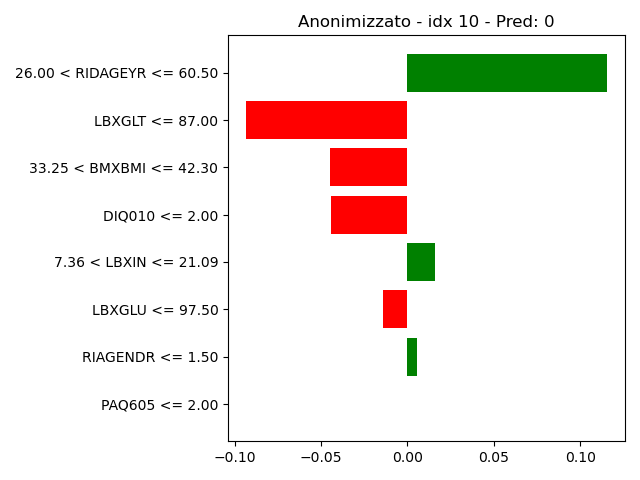 Anonimizzato - idx 10 - Pred: 0
26.00 < RIDAGEYR <= 60.50
LBXGLT <= 87.00
33.25 < BMXBMI <= 42.30
DIQ010 <= 2.00
7.36 < LBXIN <= 21.09
LBXGLU <= 97.50
RIAGENDR <= 1.50
PAQ605 <= 2.00
−0.10 −0.05 0.00 0.05 0.10